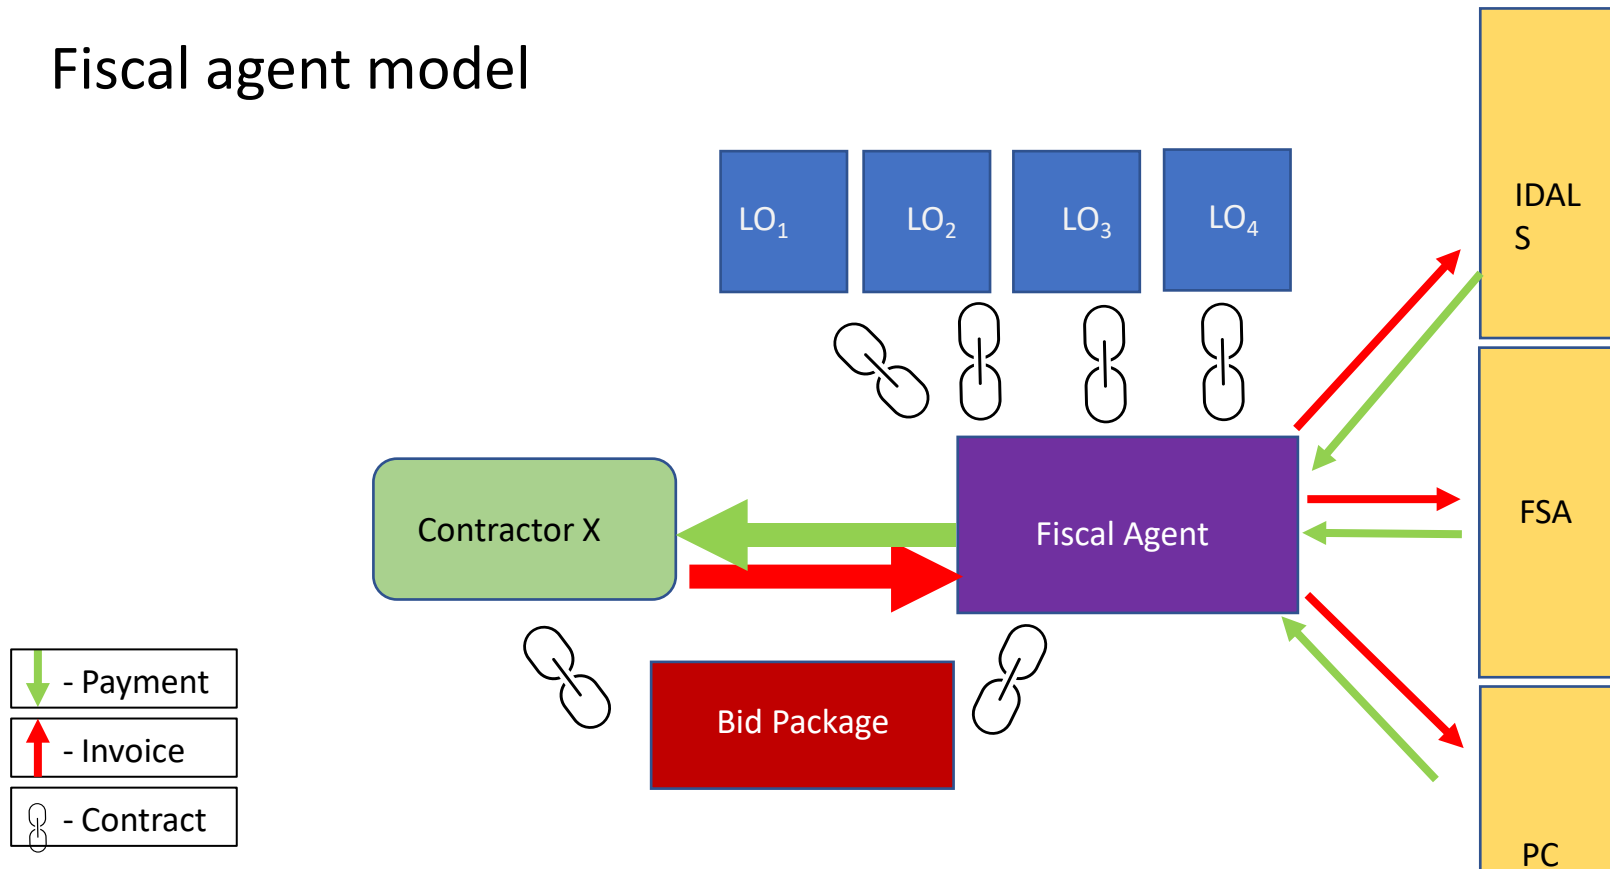 Fiscal agent model
LO1
LO2
LO3
LO4
IDAL
S
Contractor X
Fiscal Agent
FSA
Bid Package
- Payment
- Invoice
- Contract
PC